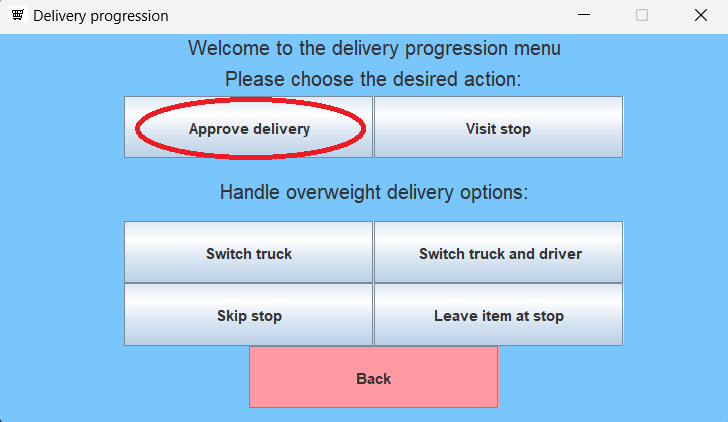 Delivery progression
Welcome to the delivery progression menu
Please choose the desired action:
Approve delivery
Visit stop
Handle overweight delivery options:
Switch truck
Switch truck and driver
Skip stop
Leave item at stop
Back